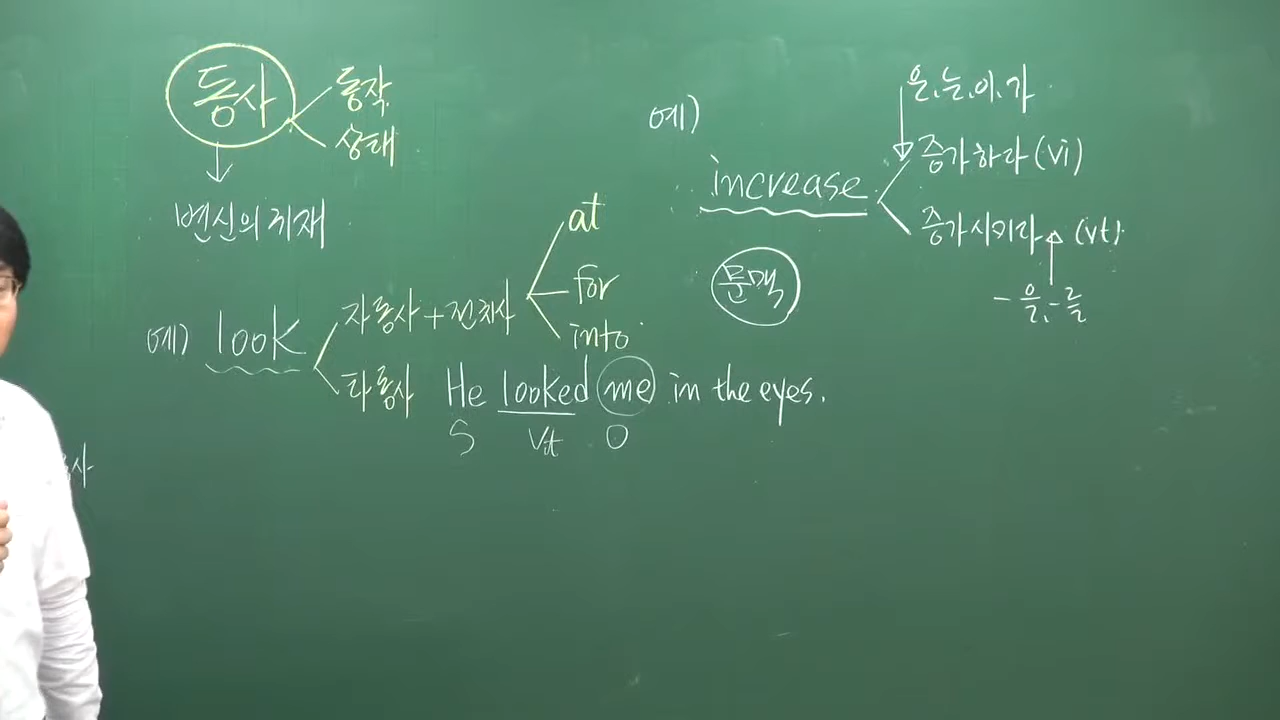 동사
동작
상태
변신의 귀재
예) look
자동사 + 전치사
at
for
into
타동사 He looked me in the eyes.
S Vt O
예)
increase
은.는.이.가
증가하다 (vi)
증가시키다 (vt)
- 을, - 를
문맥
사